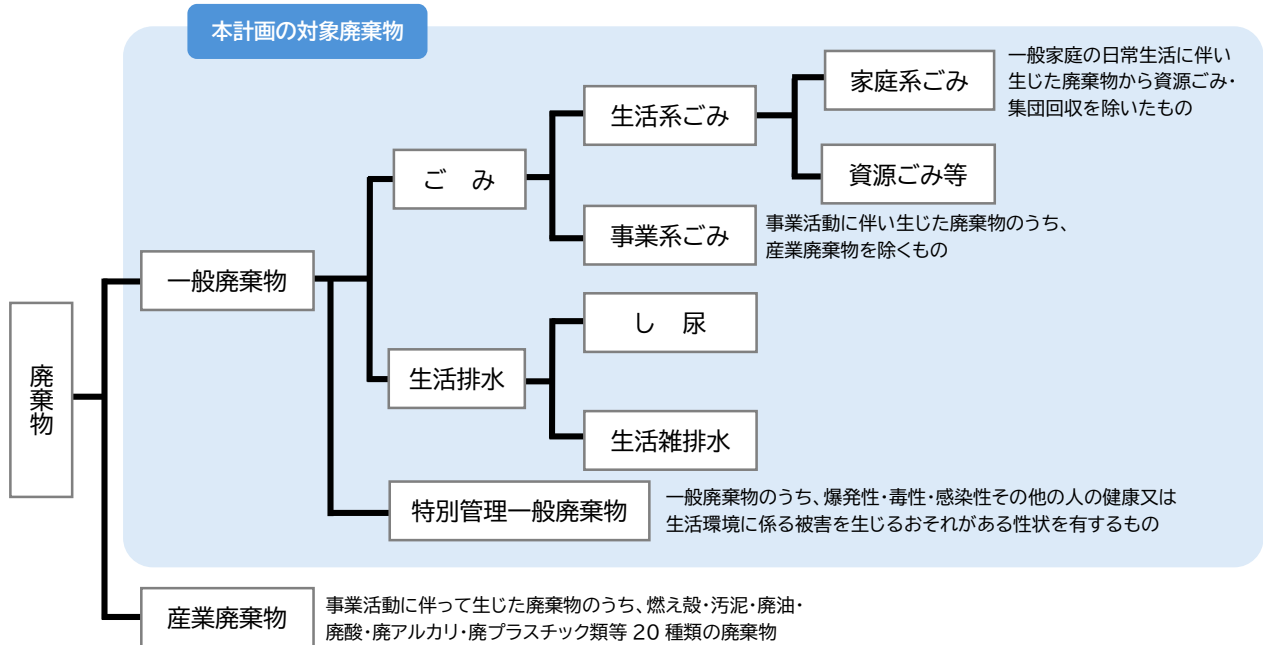 本計画の対象廃棄物
家庭系ごみ
一般家庭の日常生活に伴い
生じた廃棄物から資源ごみ・
集団回収を除いたもの
生活系ごみ
資源ごみ等
ご　み
事業系ごみ
事業活動に伴い生じた廃棄物のうち、
産業廃棄物を除くもの
一般廃棄物
し　尿
廃棄物
生活排水
生活雑排水
特別管理一般廃棄物
一般廃棄物のうち、爆発性・毒性・感染性その他の人の健康又は
生活環境に係る被害を生じるおそれがある性状を有するもの
産業廃棄物
事業活動に伴って生じた廃棄物のうち、燃え殻・汚泥・廃油・
廃酸・廃アルカリ・廃プラスチック類等 20 種類の廃棄物